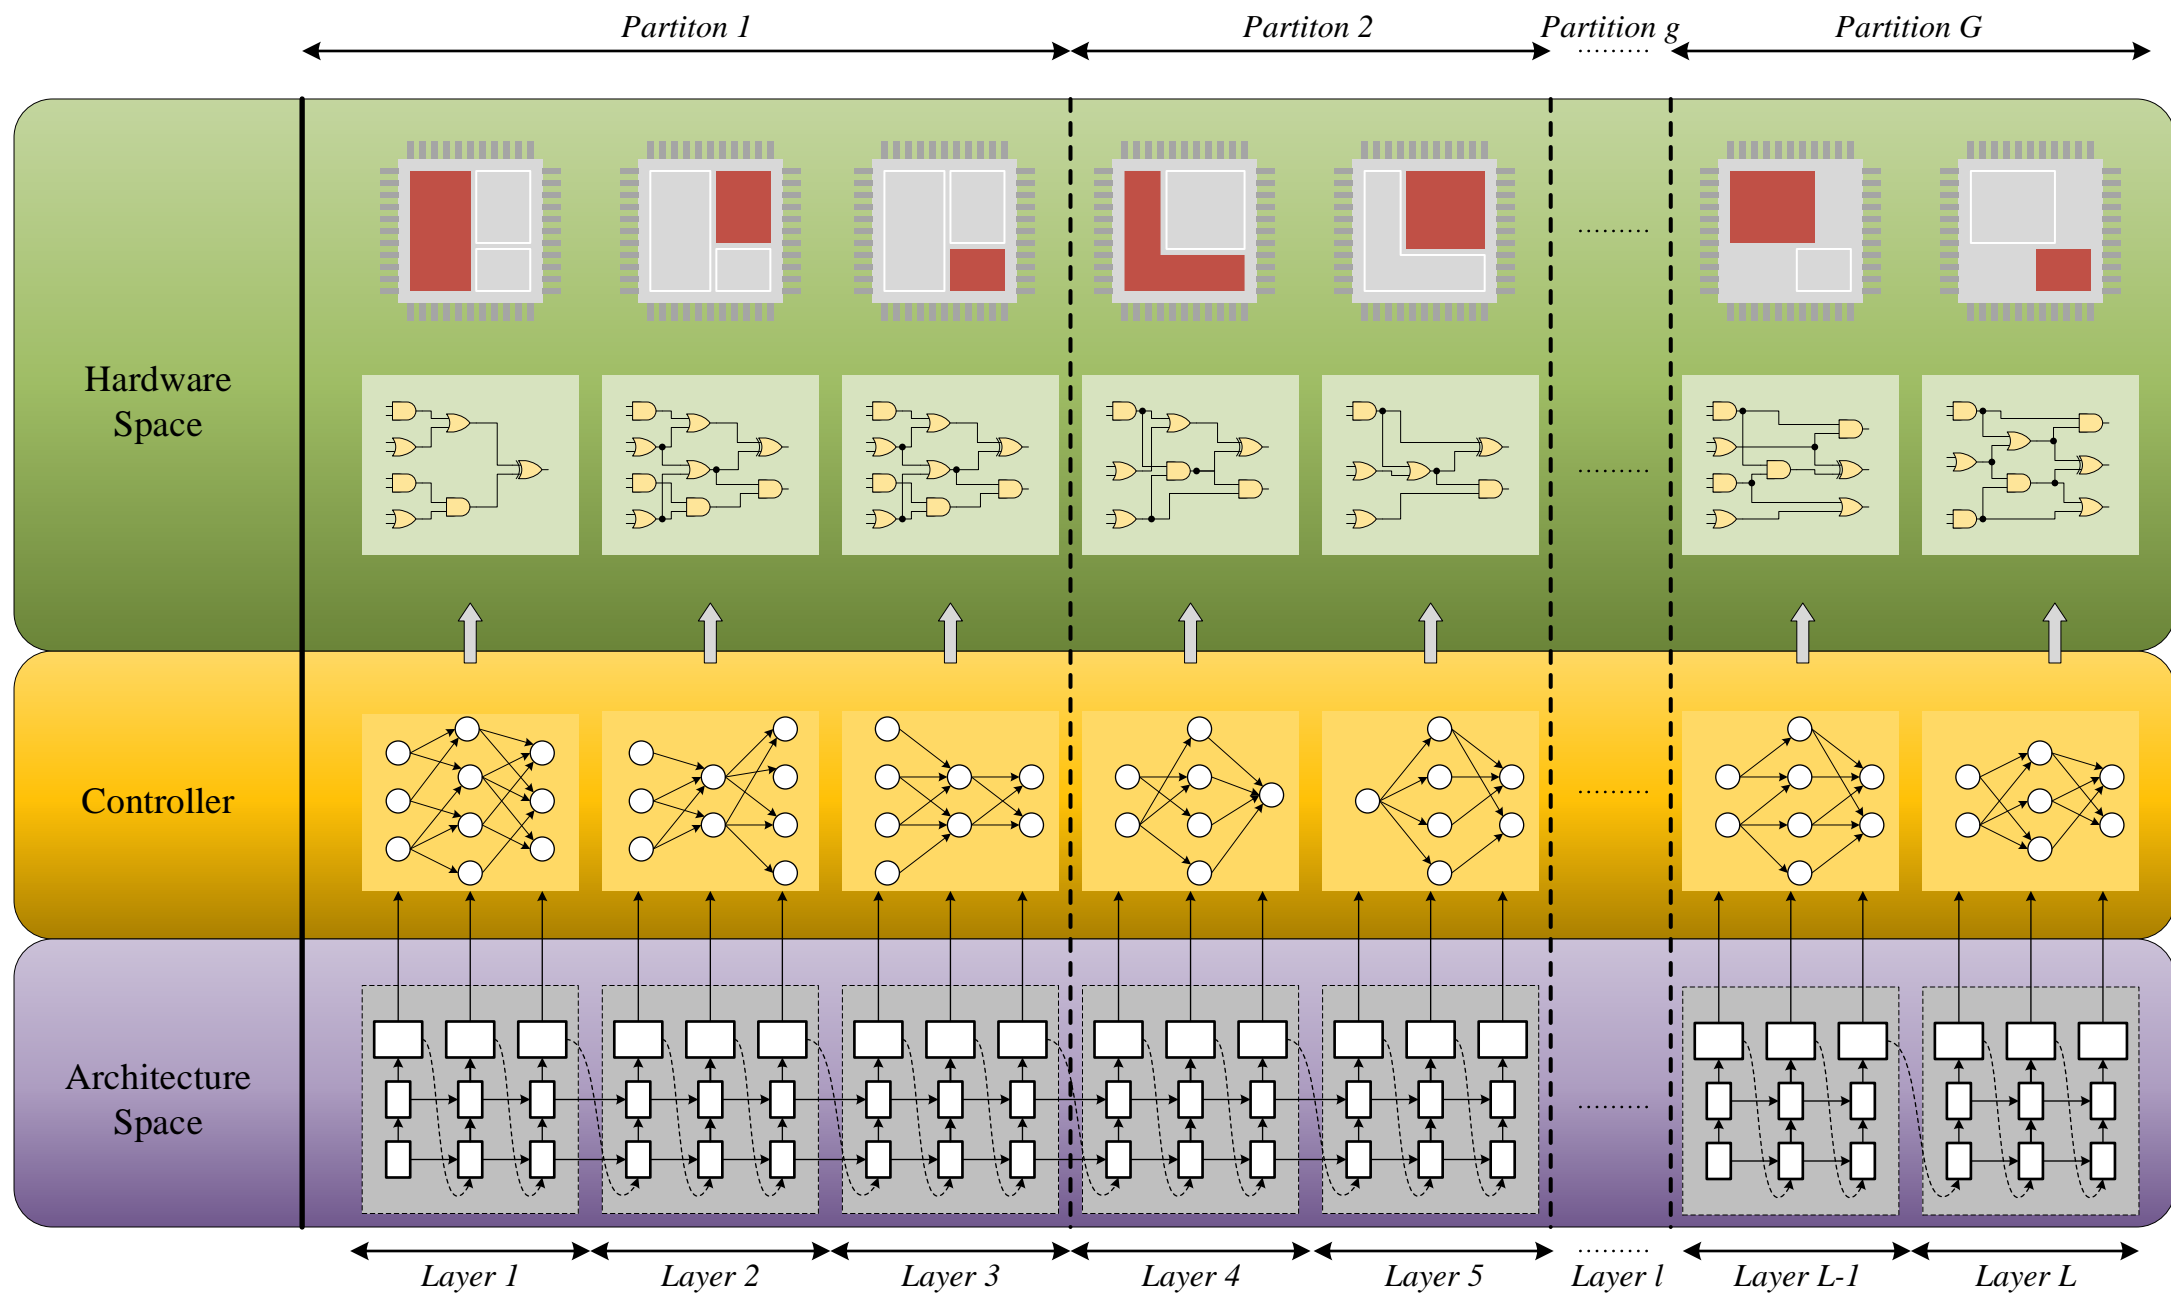 Partiton 1
Partiton 2
Partition g
Partition G
.........
Hardware
Space
.........
.........
Controller
.........
Architecture
Space
.........
.........
Layer 1
Layer 2
Layer 3
Layer 4
Layer 5
Layer l
Layer L-1
Layer L